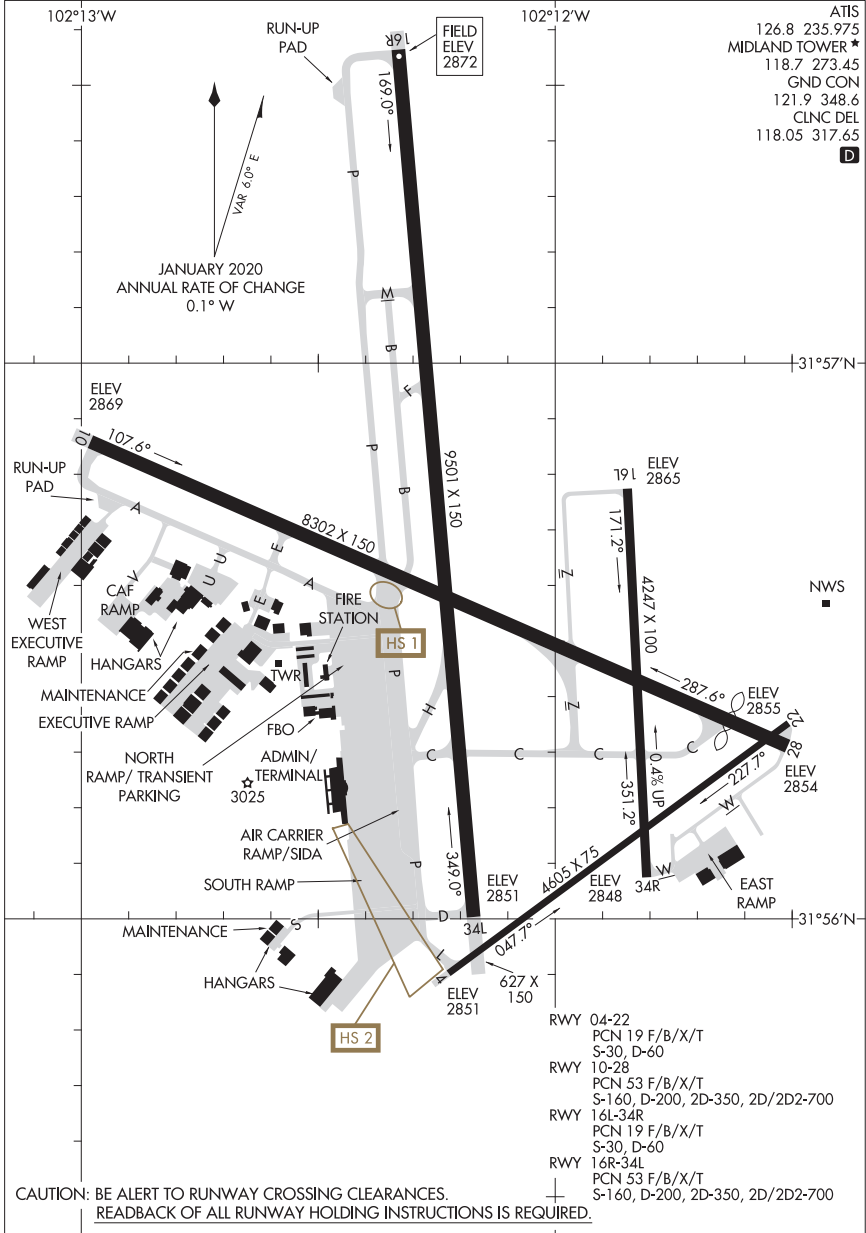 102°13'W
102°12'W
ATIS
126.8 235.975
MIDLAND TOWER ★
118.7 273.45
GND CON
121.9 348.6
CLNC DEL
118.05 317.65
D
RUN-UP
PAD
16R
FIELD
ELEV
2872
169.0°
P
VAR 6.0° E
JANUARY 2020
ANNUAL RATE OF CHANGE
0.1° W
M
B
F
31°57'N
ELEV
2869
10
107.6°
RUN-UP
PAD
A
P
B
9501 X 150
8302 X 150
16L
ELEV
2865
171.2°
4247 X 100
Z
NWS
V
U
U
E
A
E
CAF
RAMP
FIRE
STATION
WEST
EXECUTIVE
RAMP
HANGARS
HS 1
MAINTENANCE
EXECUTIVE RAMP
TWR
P
H
Z
287.6°
ELEV
2855
22
FBO
NORTH
RAMP/ TRANSIENT
PARKING
ADMIN/
TERMINAL
3025
C
C
C
C
28
ELEV
2854
227.7°
0.4% UP
351.2°
W
AIR CARRIER
RAMP/SIDA
349.0°
P
4605 X 75
SOUTH RAMP
ELEV
2851
ELEV
2848
34R
W
EAST
RAMP
31°56'N
MAINTENANCE
S
D
34L
047.7°
HANGARS
L
4
ELEV
2851
627 X
150
HS 2
RWY 04-22
PCN 19 F/B/X/T
S-30, D-60
RWY 10-28
PCN 53 F/B/X/T
S-160, D-200, 2D-350, 2D/2D2-700
RWY 16L-34R
PCN 19 F/B/X/T
S-30, D-60
RWY 16R-34L
PCN 53 F/B/X/T
S-160, D-200, 2D-350, 2D/2D2-700
CAUTION: BE ALERT TO RUNWAY CROSSING CLEARANCES.
READBACK OF ALL RUNWAY HOLDING INSTRUCTIONS IS REQUIRED.